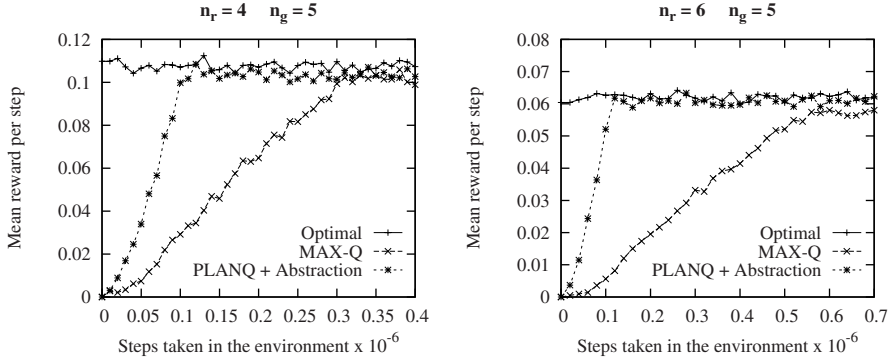 n_r = 4 n_g = 5
Mean reward per step
0.12
0.1
0.08
0.06
0.04
0.02
0
Optimal
MAX-Q
PLANQ + Abstraction
0 0.05 0.1 0.15 0.2 0.25 0.3 0.35 0.4
Steps taken in the environment x 10^-6
n_r = 6 n_g = 5
Mean reward per step
0.08
0.07
0.06
0.05
0.04
0.03
0.02
0.01
0
Optimal
MAX-Q
PLANQ + Abstraction
0 0.1 0.2 0.3 0.4 0.5 0.6 0.7
Steps taken in the environment x 10^-6